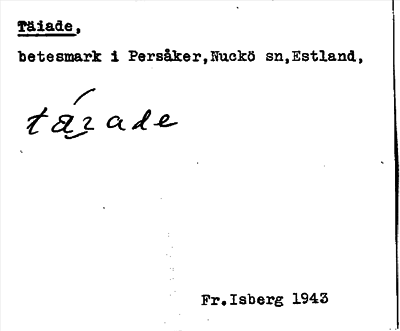 Täiade,
betesmark i Persåker,Nuckö sn,Estland,
Fr.Isberg 1943